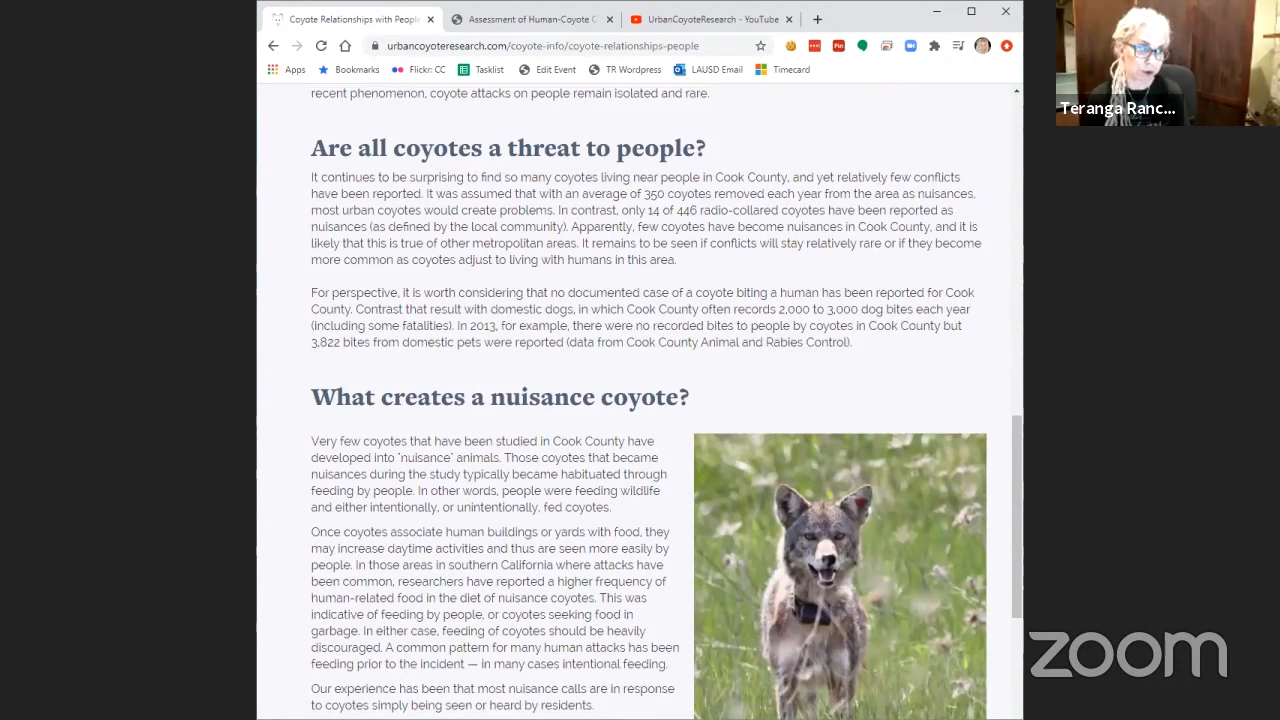 Coyote Relationships with People
Assessment of Human-Coyote C
UrbanCoyoteResearch - YouTube
urbancoyoteresearch.com/coyote-info/coyote-relationships-people
Apps
Bookmarks
Flickr: CC
Tasklist
Edit Event
TR Wordpress
LAUSD Email
Timecard
Teranga Ranc...
recent phenomenon, coyote attacks on people remain isolated and rare.
Are all coyotes a threat to people?
It continues to be surprising to find so many coyotes living near people in Cook County, and yet relatively few conflicts
have been reported. It was assumed that with an average of 350 coyotes removed each year from the area as nuisances,
most urban coyotes would create problems. In contrast, only 14 of 446 radio-collared coyotes have been reported as
nuisances (as defined by the local community). Apparently, few coyotes have become nuisances in Cook County, and it is
likely that this is true of other metropolitan areas. It remains to be seen if conflicts will stay relatively rare or if they become
more common as coyotes adjust to living with humans in this area.
For perspective, it is worth considering that no documented case of a coyote biting a human has been reported for Cook
County. Contrast that result with domestic dogs, in which Cook County often records 2,000 to 3,000 dog bites each year
(including some fatalities). In 2013, for example, there were no recorded bites to people by coyotes in Cook County but
3,822 bites from domestic pets were reported (data from Cook County Animal and Rabies Control).
What creates a nuisance coyote?
Very few coyotes that have been studied in Cook County have
developed into "nuisance" animals. Those coyotes that became
nuisances during the study typically became habituated through
feeding by people. In other words, people were feeding wildlife
and either intentionally, or unintentionally, fed coyotes.
Once coyotes associate human buildings or yards with food, they
may increase daytime activities and thus are seen more easily by
people. In those areas in southern California where attacks have
been common, researchers have reported a higher frequency of
human-related food in the diet of nuisance coyotes. This was
indicative of feeding by people, or coyotes seeking food in
garbage. In either case, feeding of coyotes should be heavily
discouraged. A common pattern for many human attacks has been
feeding prior to the incident — in many cases intentional feeding.
Our experience has been that most nuisance calls are in response
to coyotes simply being seen or heard by residents.
zoom